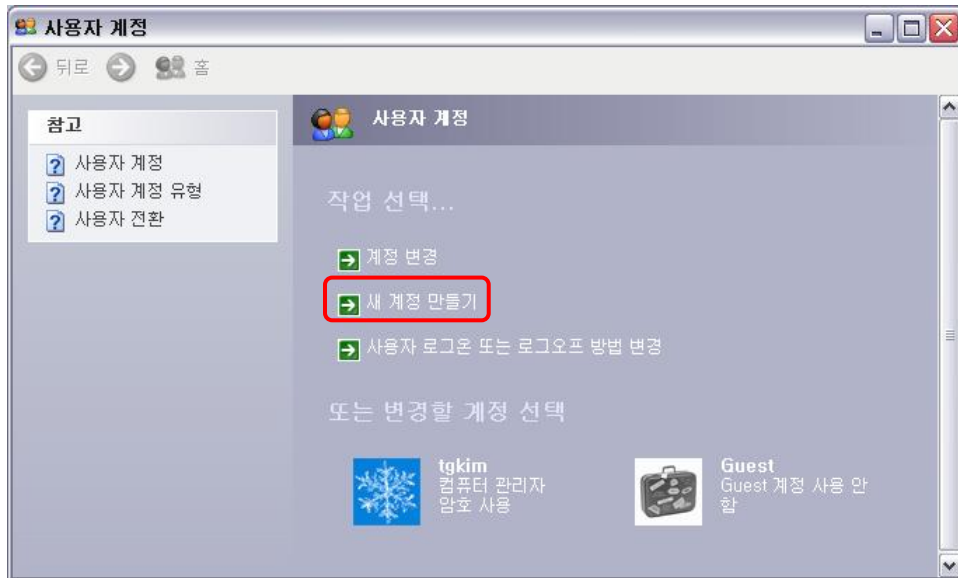 사용자 계정
뒤로 홈
참고
사용자 계정
사용자 계정 유형
사용자 전환
사용자 계정
작업 선택...
계정 변경
새 계정 만들기
사용자 로그온 또는 로그오프 방법 변경
또는 변경할 계정 선택
tgkim
컴퓨터 관리자
암호 사용
Guest
Guest 계정 사용 안
함